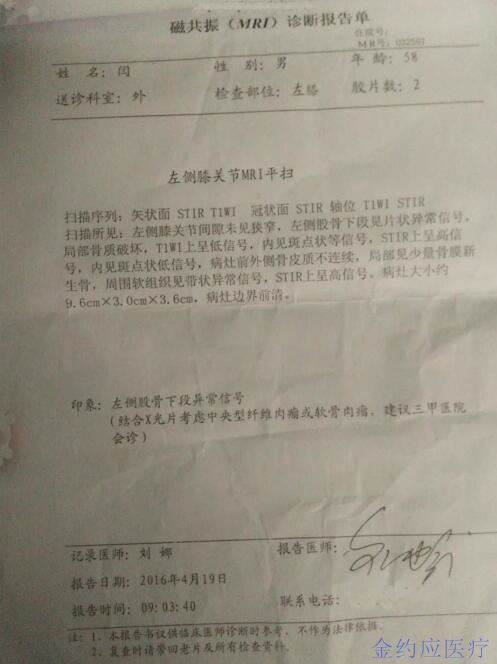 磁共振（MRI）诊断报告单
住院号：
MR号：032597
姓 名：闫 性 别：男 年 龄：58
送诊科室：外 检查部位：左膝 胶片数：2
左侧膝关节MRI平扫
扫描序列：矢状面 STIR T1WI 冠状面 STIR 轴位 T1WI STIR
扫描所见：左侧膝关节间隙未见狭窄，左侧股骨下段见片状异常信号，
局部骨质破坏，T1WI上呈低信号，内见斑点状等信号，STIR上呈高信
号，内见斑点状低信号，病灶前外侧骨皮质不连续，局部见少量骨膜新
生骨，周围软组织见带状异常信号，STIR上呈高信号。病灶大小约
9.6cm×3.0cm×3.6cm，病灶边界前清。
印象：左侧股骨下段异常信号
（结合X光片考虑中央型纤维肉瘤或软骨肉瘤，建议三甲医院
会诊）
记录医师：刘 娜 报告医师：
报告日期：2016年4月19日
报告时间：09:03:40 联系电话：
注：1、本报告书仅供临床医师诊断时参考，不作为法律依据。
2、复查时请带回老片及所有检查资料。
金约应医疗